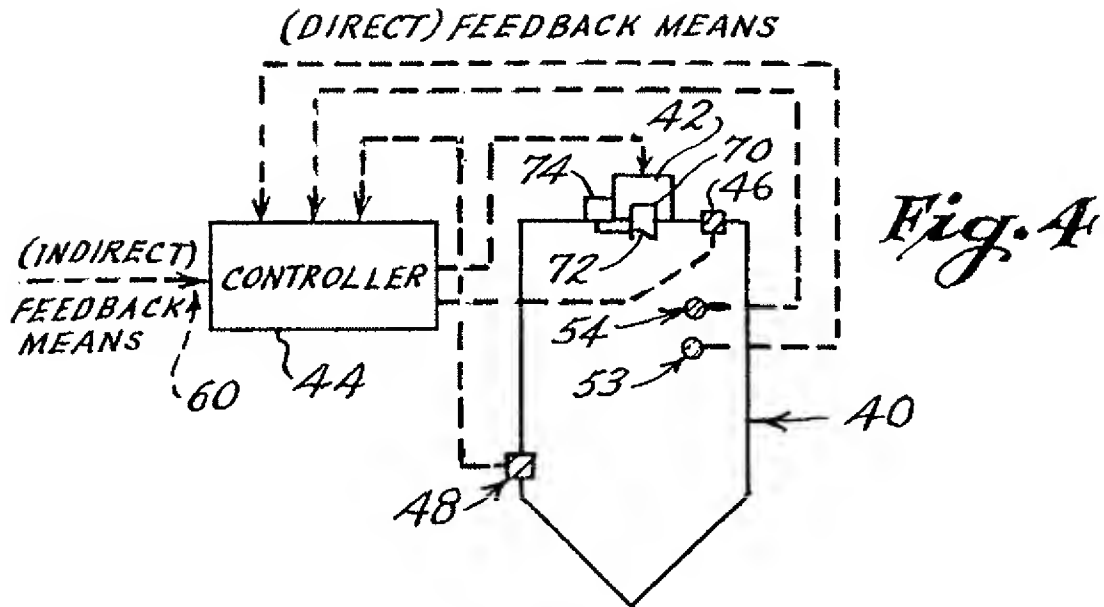 (DIRECT) FEEDBACK MEANS
42
70
74
46
Fig. 4
(INDIRECT)
CONTROLLER
72
FEEDBACK
MEANS
54
53
60
44
40
48